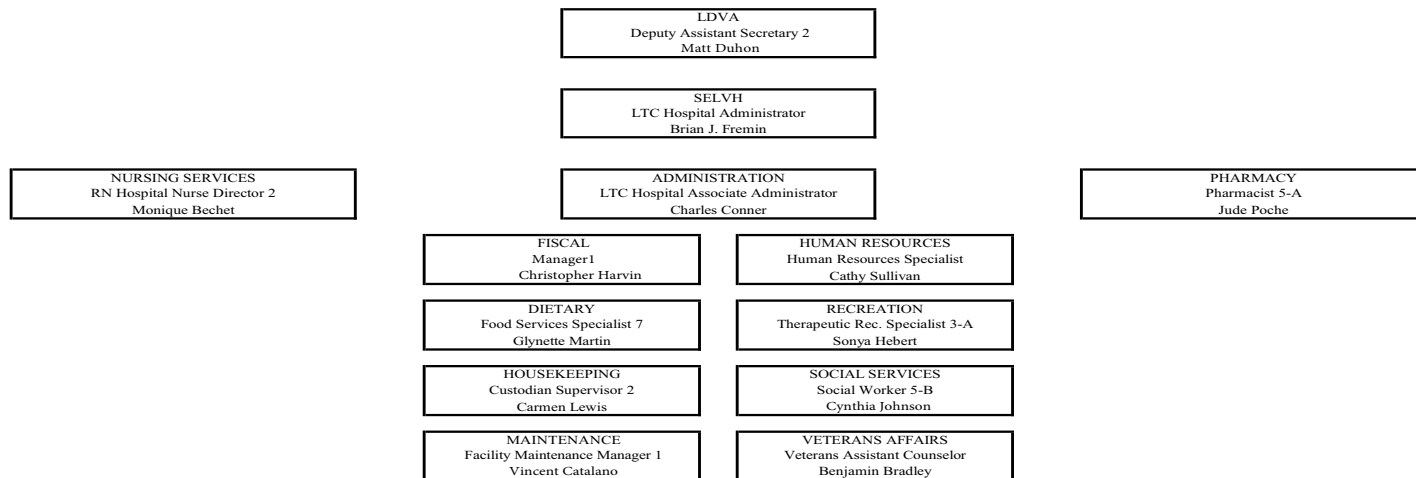 LDVA
Deputy Assistant Secretary 2
Matt Duhon
SELVH
LTC Hospital Administrator
Brian J. Fremin
NURSING SERVICES
RN Hospital Nurse Director 2
Monique Bechet
ADMINISTRATION
LTC Hospital Associate Administrator
Charles Conner
PHARMACY
Pharmacist 5-A
Jude Poche
FISCAL
Manager1
Christopher Harvin
HUMAN RESOURCES
Human Resources Specialist
Cathy Sullivan
DIETARY
Food Services Specialist 7
Glynette Martin
RECREATION
Therapeutic Rec. Specialist 3-A
Sonya Hebert
HOUSEKEEPING
Custodian Supervisor 2
Carmen Lewis
SOCIAL SERVICES
Social Worker 5-B
Cynthia Johnson
MAINTENANCE
Facility Maintenance Manager 1
Vincent Catalano
VETERANS AFFAIRS
Veterans Assistant Counselor
Benjamin Bradley